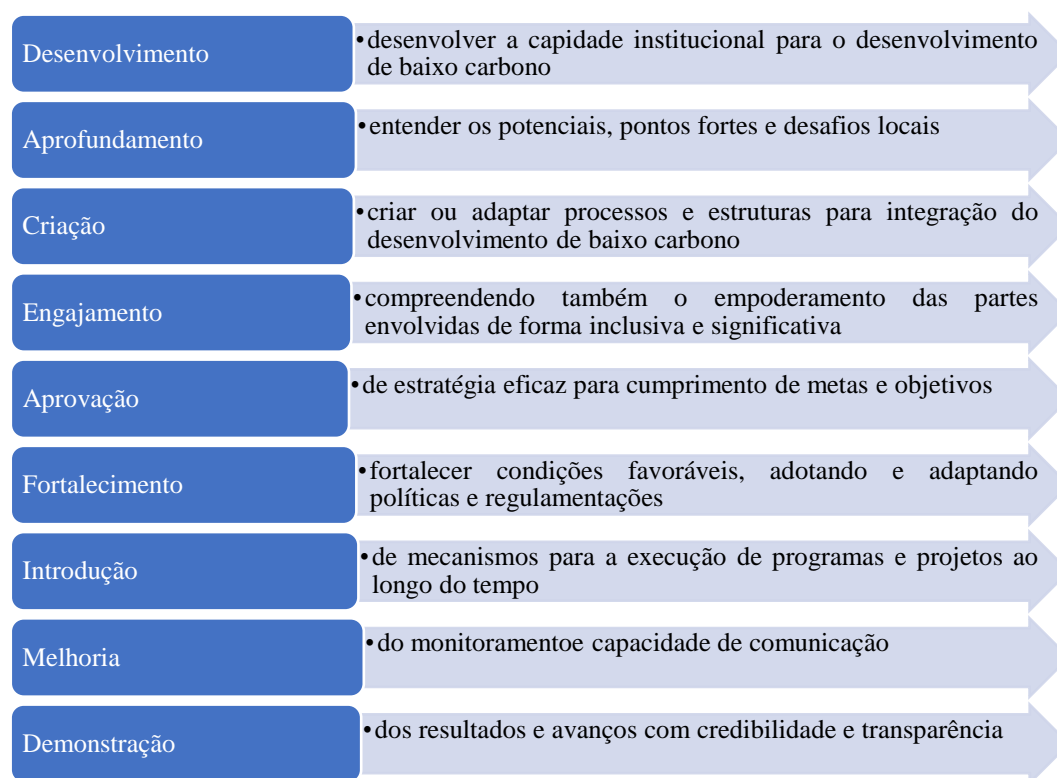 Desenvolvimento
•desenvolver a capidade institucional para o desenvolvimento
de baixo carbono
Aprofundamento
•entender os potenciais, pontos fortes e desafios locais
Criação
•criar ou adaptar processos e estruturas para integração do
desenvolvimento de baixo carbono
Engajamento
•compreendendo também o empoderamento das partes
envolvidas de forma inclusiva e significativa
Aprovação
•de estratégia eficaz para cumprimento de metas e objetivos
Fortalecimento
•fortalecer condições favoráveis, adotando e adaptando
políticas e regulamentações
Introdução
•de mecanismos para a execução de programas e projetos ao
longo do tempo
Melhoria
•do monitoramentoe capacidade de comunicação
Demonstração
•dos resultados e avanços com credibilidade e transparência